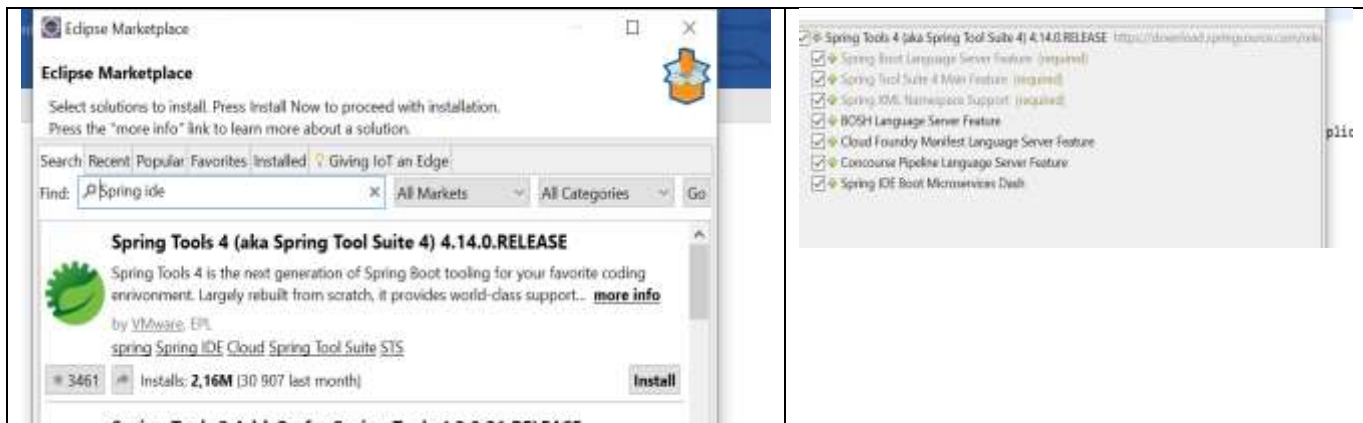 Eclipse Marketplace
Eclipse Marketplace
Select solutions to install. Press Install Now to proceed with installation.
Press the "more info" link to learn more about a solution.
Search Recent Popular Favorites Installed Giving IoT an Edge
Find: Spring ide All Markets All Categories Go
Spring Tools 4 (aka Spring Tool Suite 4) 4.14.0.RELEASE
Spring Tools 4 is the next generation of Spring Boot tooling for your favorite coding
enrivonment. Largely rebuilt from scratch, it provides world-class support... more info
by VMware, EPL
spring Spring IDE Cloud Spring Tool Suite STS
3461 Installs: 2,16M (30 907 last month) Install
Spring Tools 4 (aka Spring Tool Suite 4) 4.14.0.RELEASE https://download.springsource.com/rele
Spring Boot Language Server Feature (required)
Spring Tool Suite 4 Main Feature (required)
Spring XML Namespace Support (required)
BOSH Language Server Feature
Cloud Foundry Manifest Language Server Feature
Concourse Pipeline Language Server Feature
Spring IDE Boot Microservices Dash
plic